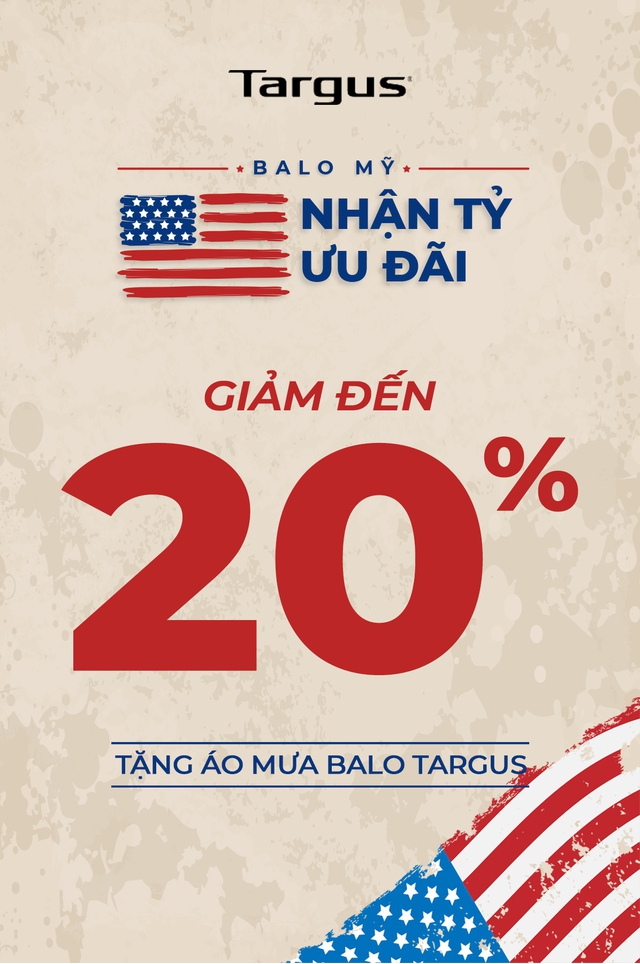 Targus
BALO MỸ
NHẬN TỶ
ƯU ĐÃI
GIẢM ĐẾN
20%
TẶNG ÁO MƯA BALO TARGUS